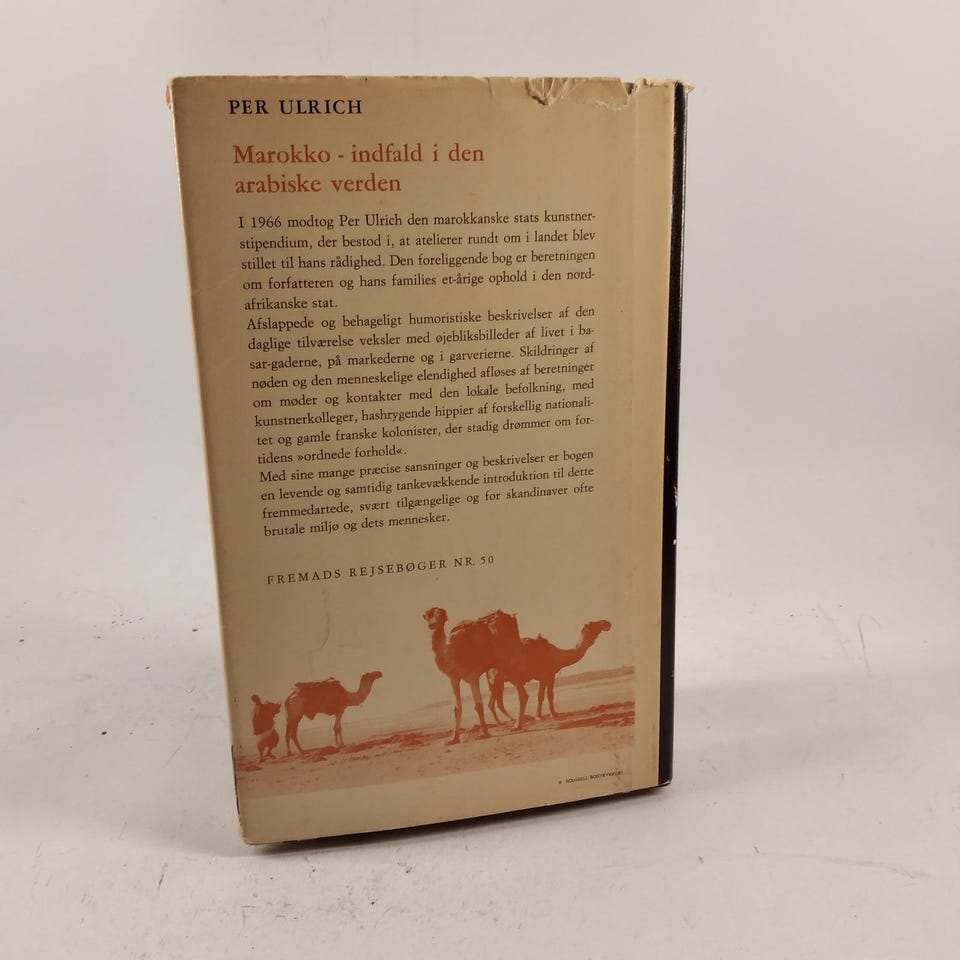 PER ULRICH
Marokko - indfald i den
arabiske verden
I 1966 modtog Per Ulrich den marokkanske stats kunstner-
stipendium, der bestod i, at atelierer rundt om i landet blev
stillet til hans rådighed. Den foreliggende bog er beretningen
om forfatteren og hans families et-årige ophold i den nord-
afrikanske stat.
Afslappede og behageligt humoristiske beskrivelser af den
daglige tilværelse veksler med øjebliksbilleder af livet i ba-
sar-gaderne, på markederne og i garverierne. Skildringer af
nøden og den menneskelige elendighed afløses af beretninger
om møder og kontakter med den lokale befolkning, med
kunstnerkolleger, hashrygende hippier af forskellig nationali-
tet og gamle franske kolonister, der stadig drømmer om for-
tidens »ordnede forhold«.
Med sine mange præcise sansninger og beskrivelser er bogen
en levende og samtidig tankevækkende introduktion til dette
fremmedartede, svært tilgængelige og for skandinaver ofte
brutale miljø og dets mennesker.
FREMADS REJSEBØGER NR. 50
ROUSSELL BOGTRYKKERI